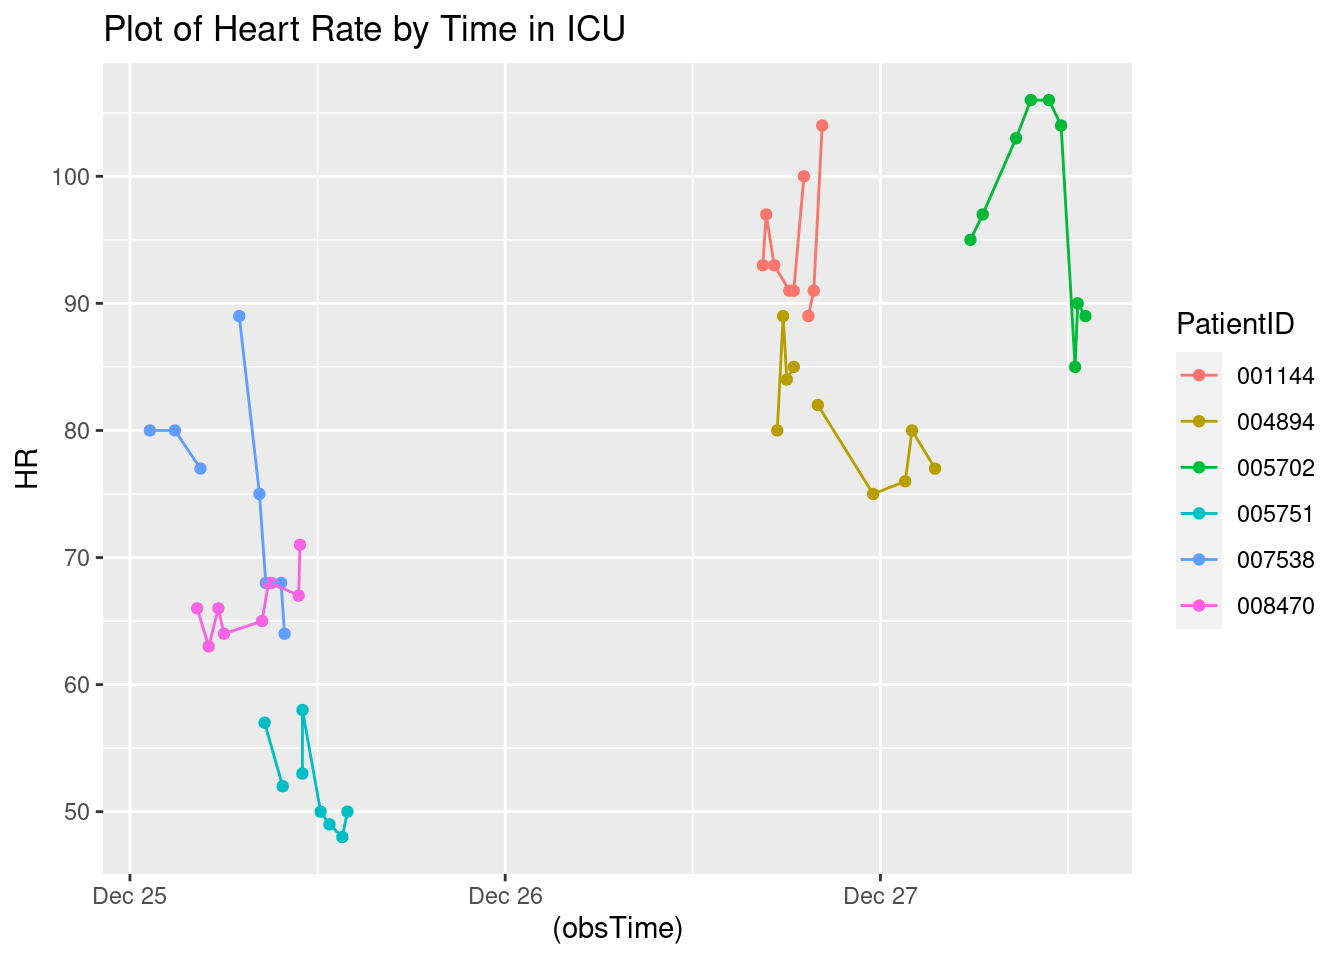 Plot of Heart Rate by Time in ICU
HR
100
90
80
70
60
50
Dec 25
Dec 26
Dec 27
(obsTime)
PatientID
001144
004894
005702
005751
007538
008470